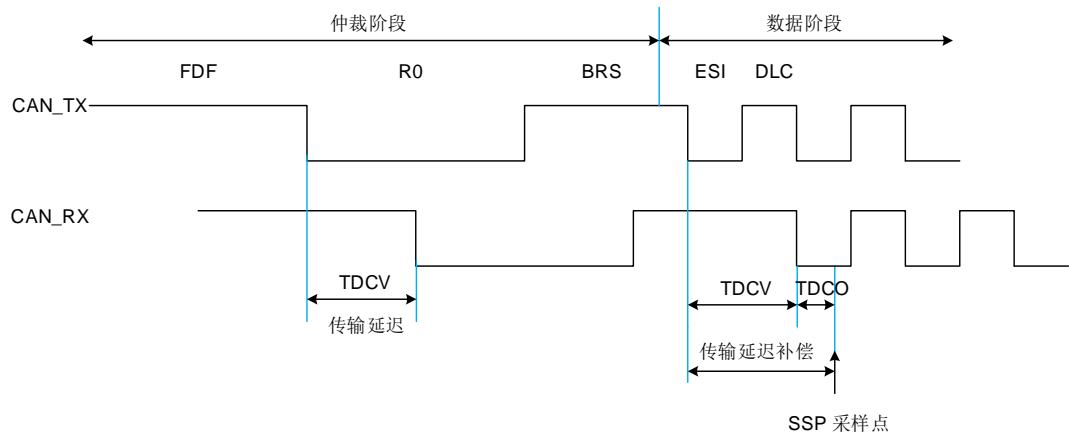 仲裁阶段 数据阶段
FDF R0 BRS ESI DLC
CAN_TX
CAN_RX
TDCV TDCV TDCO
传输延迟 传输延迟补偿
SSP 采样点